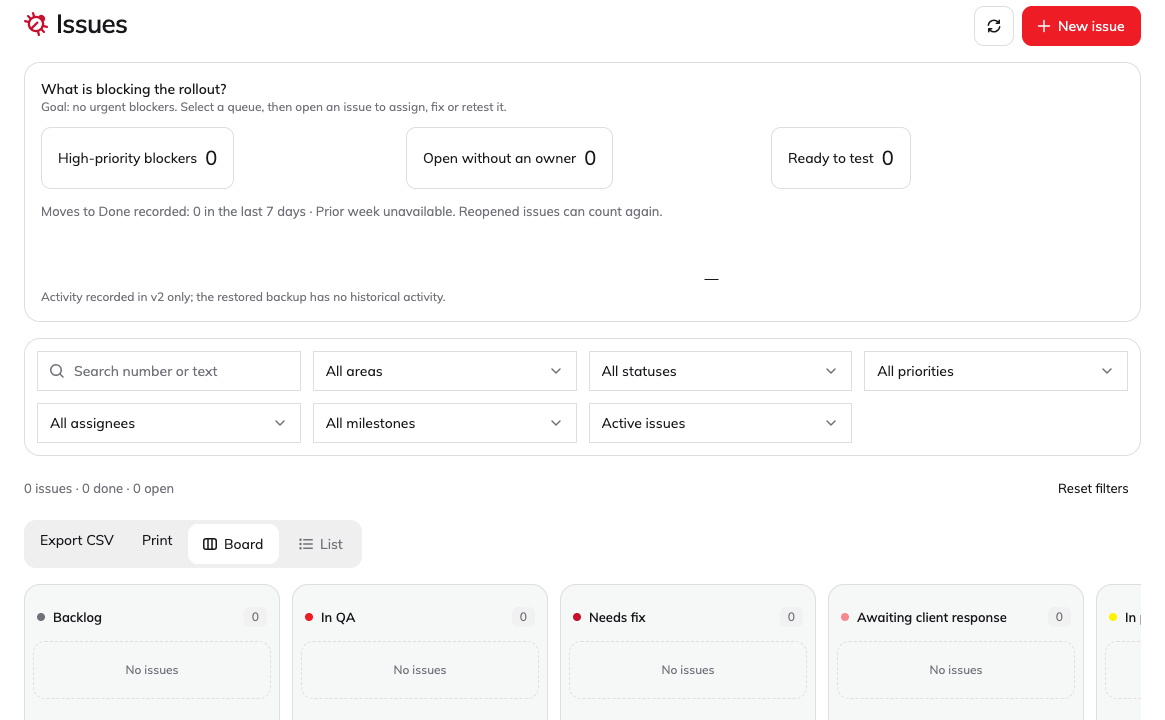 Issues
New issue
What is blocking the rollout?
Goal: no urgent blockers. Select a queue, then open an issue to assign, fix or retest it.
High-priority blockers 0
Open without an owner 0
Ready to test 0
Moves to Done recorded: 0 in the last 7 days · Prior week unavailable. Reopened issues can count again.
—
Activity recorded in v2 only; the restored backup has no historical activity.
Search number or text
All areas
All statuses
All priorities
All assignees
All milestones
Active issues
0 issues · 0 done · 0 open
Reset filters
Export CSV
Print
Board
List
Backlog 0
In QA 0
Needs fix 0
Awaiting client response 0
In
No issues
No issues
No issues
No issues